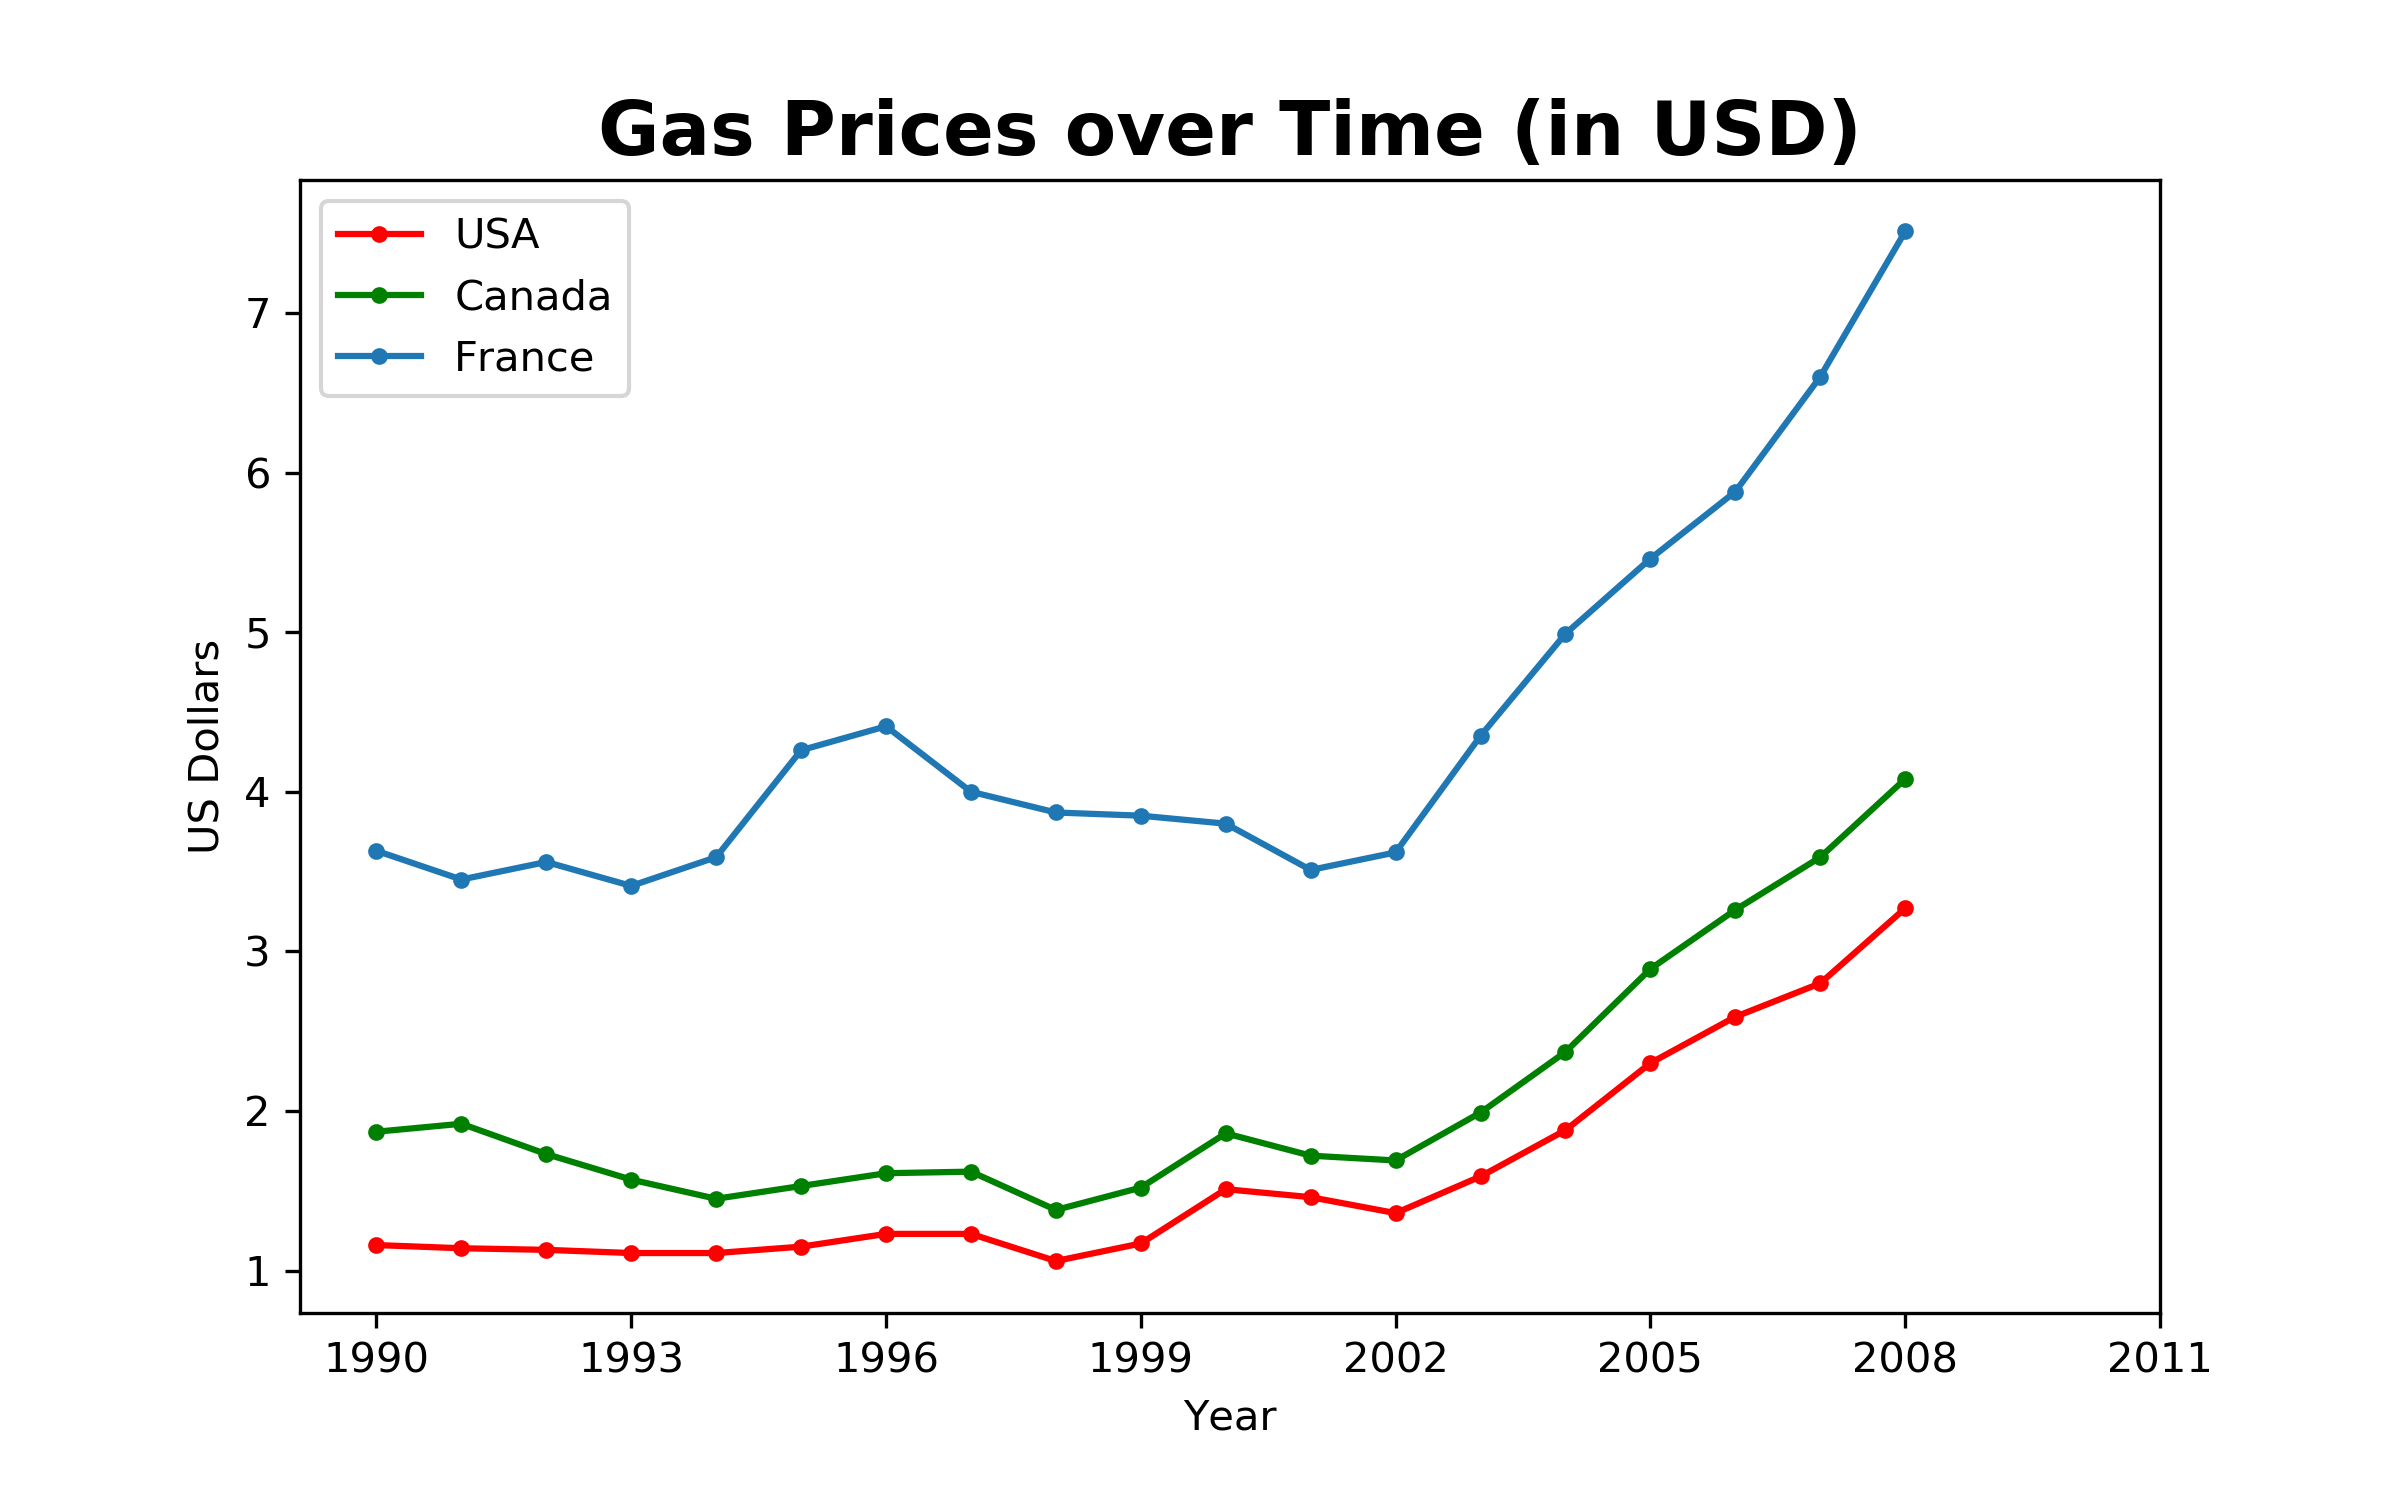 Gas Prices over Time (in USD)
USA
Canada
France
7
6
5
4
3
2
1
US Dollars
1990 1993 1996 1999 2002 2005 2008 2011
Year